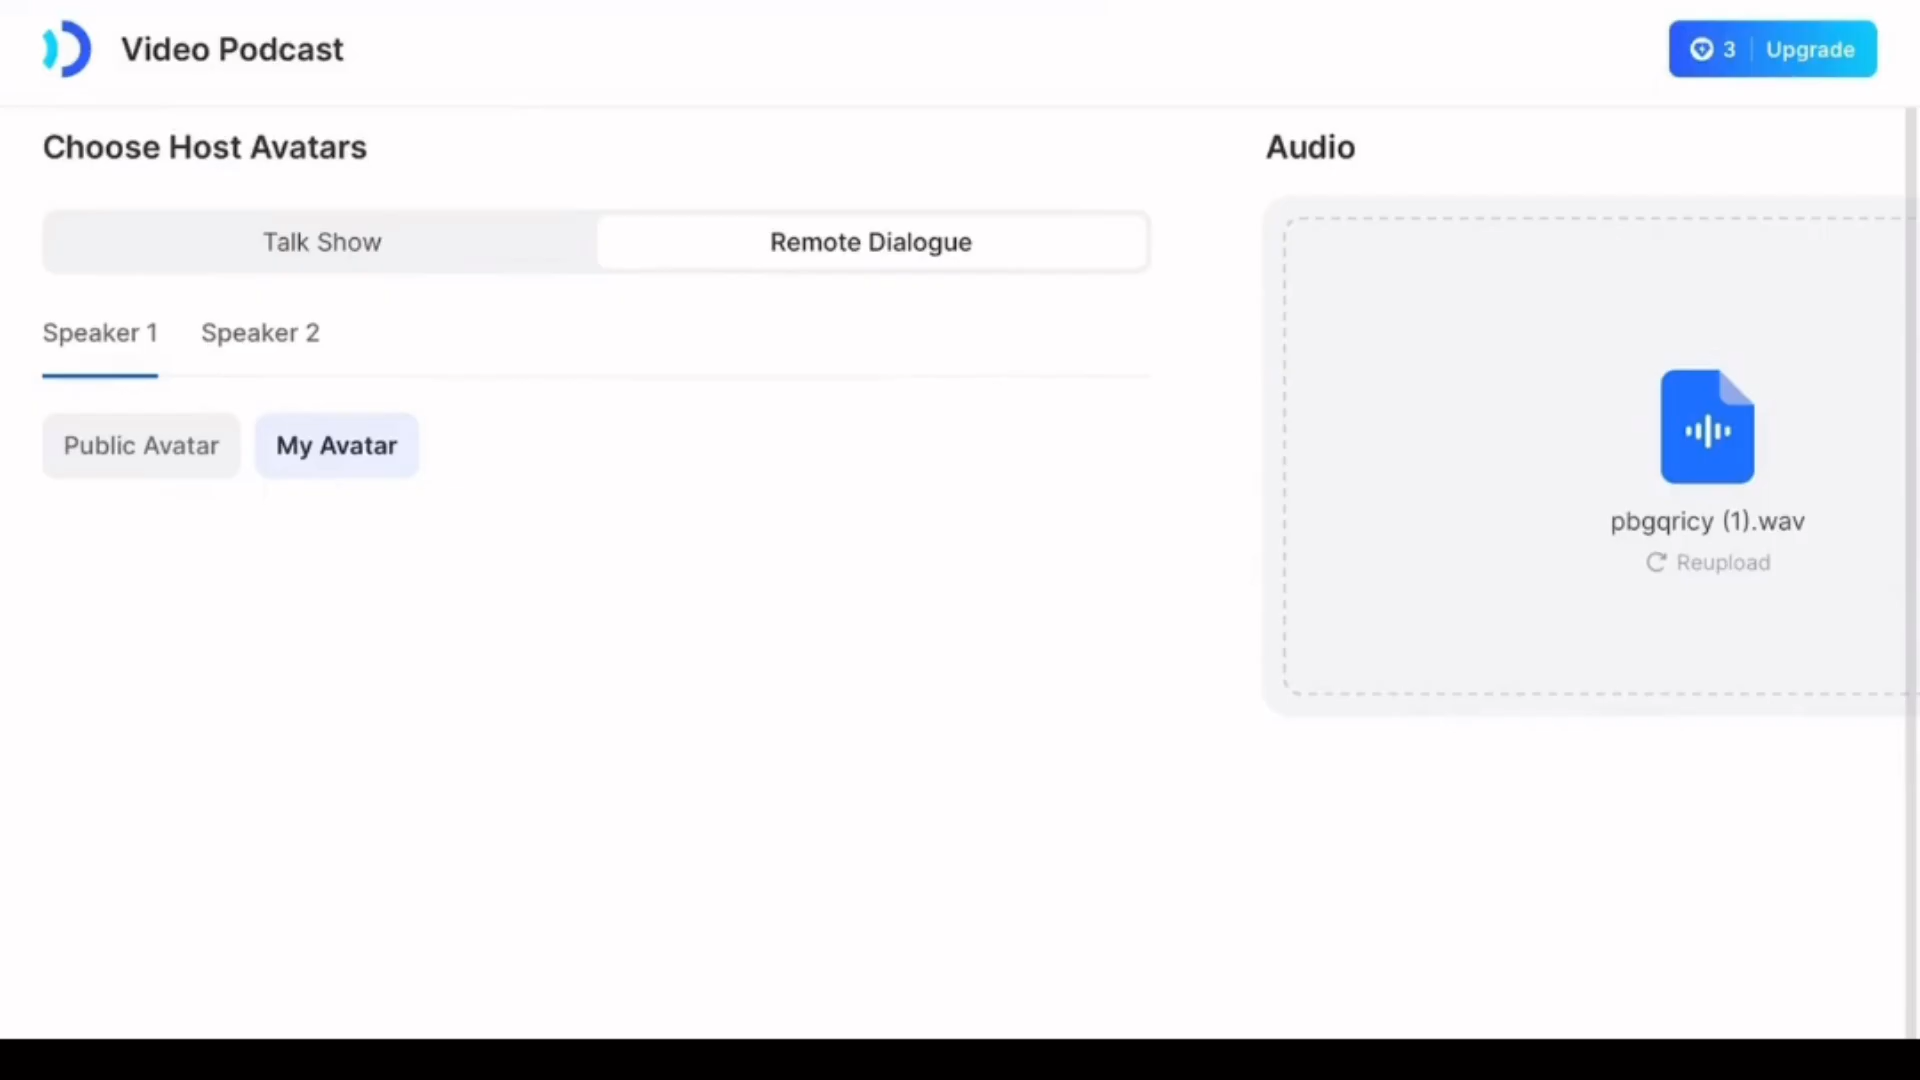 Video Podcast
3 Upgrade
Choose Host Avatars
Audio
Talk Show
Remote Dialogue
Speaker 1
Speaker 2
Public Avatar
My Avatar
pbgqricy (1).wav
Reupload